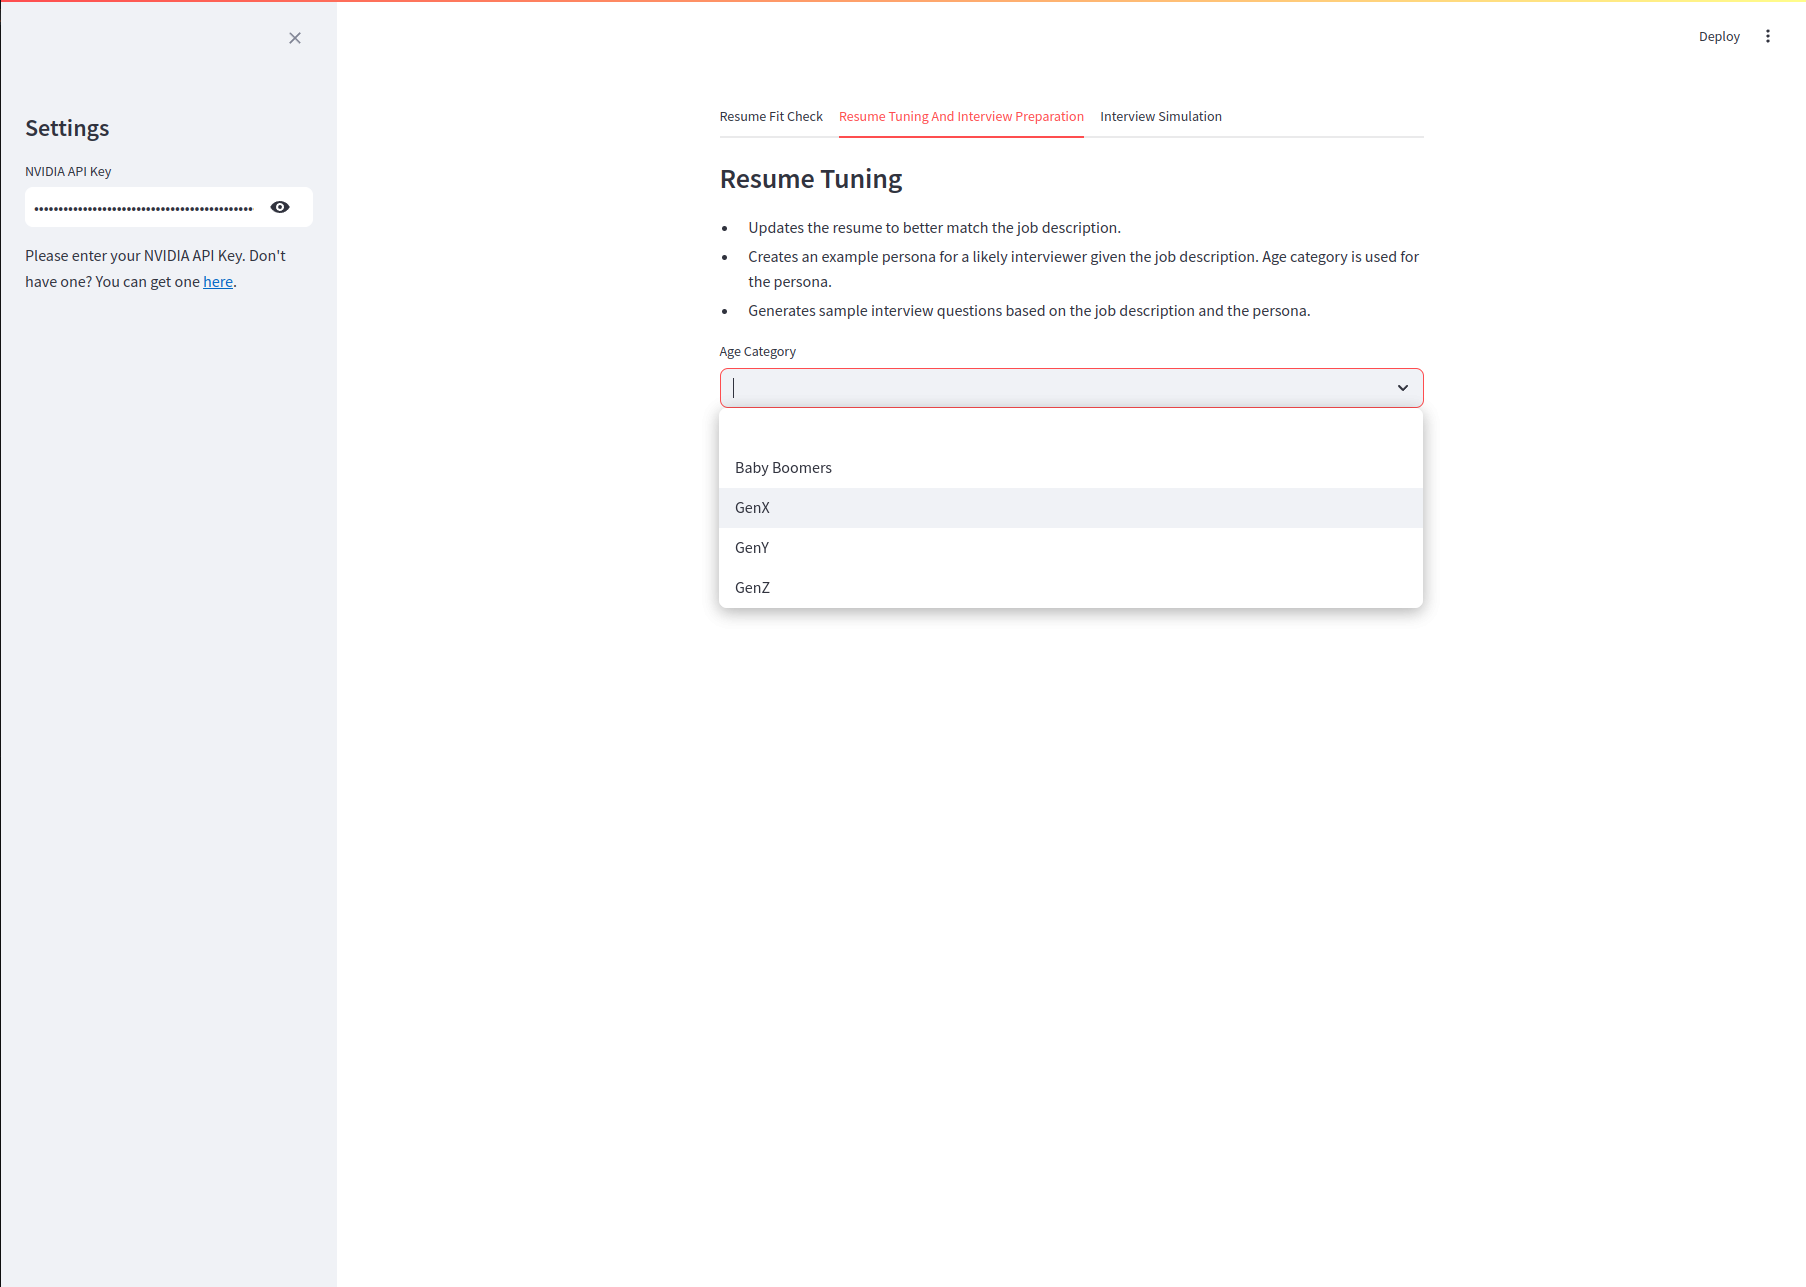 Deploy
Settings
NVIDIA API Key
••••••••••••••••••••••••••••••••••••••••••••••
Please enter your NVIDIA API Key. Don't
have one? You can get one here.
Resume Fit Check
Resume Tuning And Interview Preparation
Interview Simulation
Resume Tuning
• Updates the resume to better match the job description.
• Creates an example persona for a likely interviewer given the job description. Age category is used for
the persona.
• Generates sample interview questions based on the job description and the persona.
Age Category
Baby Boomers
GenX
GenY
GenZ